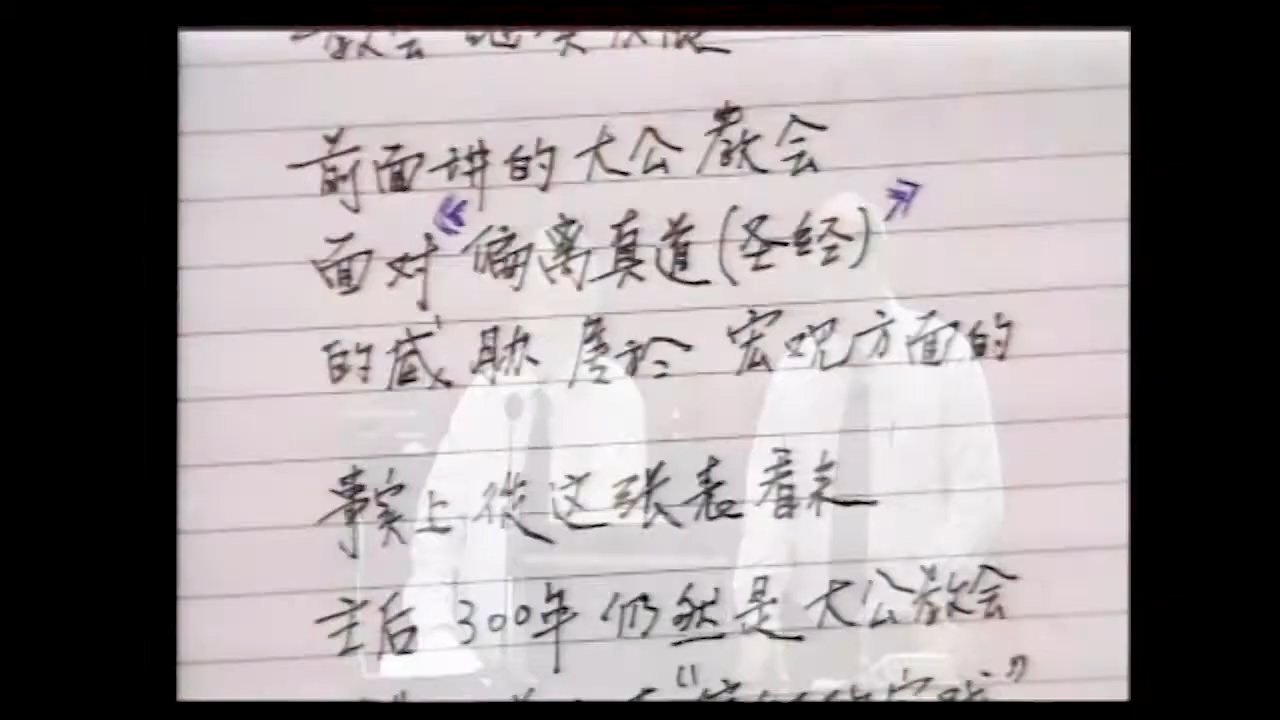 前面讲的大公教会
面对《偏离真道(圣经)》
的威胁 属於 宏观方面的
事实上從这张表看来
主后 300年 仍然是 大公教会